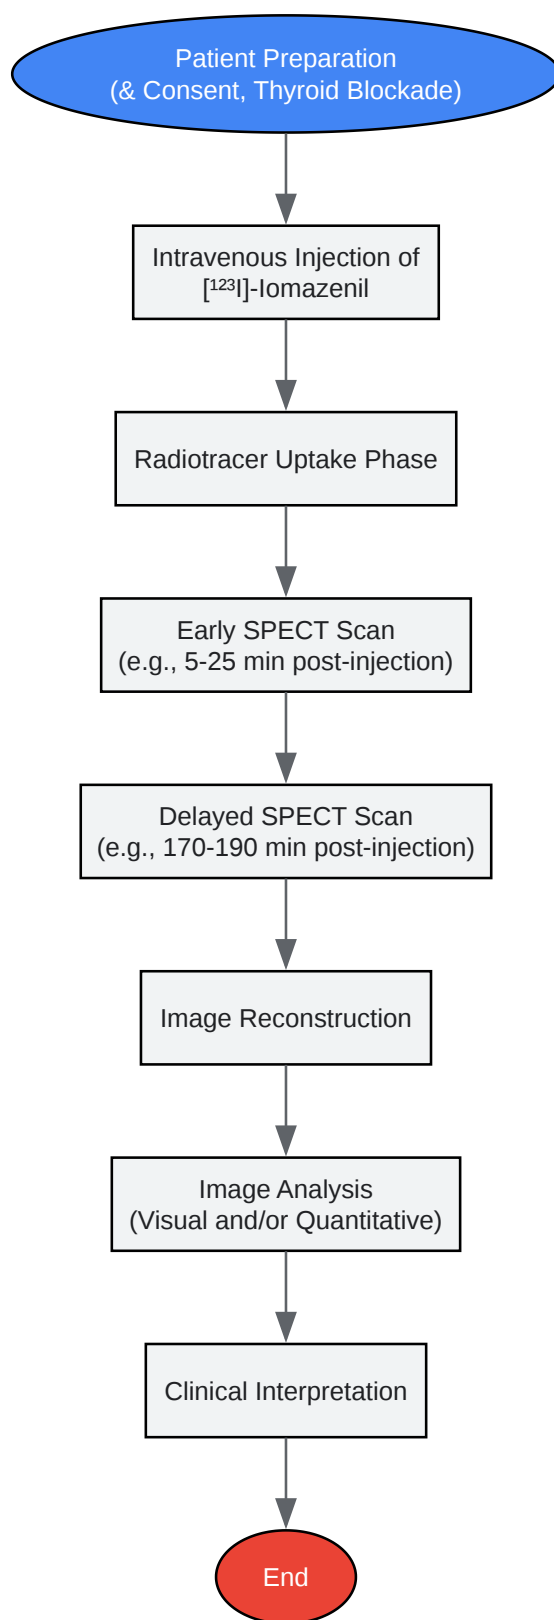 Patient Preparation
(& Consent, Thyroid Blockade)
Intravenous Injection of
[¹²³I]-Iomazenil
Radiotracer Uptake Phase
Early SPECT Scan
(e.g., 5-25 min post-injection)
Delayed SPECT Scan
(e.g., 170-190 min post-injection)
Image Reconstruction
Image Analysis
(Visual and/or Quantitative)
Clinical Interpretation
End